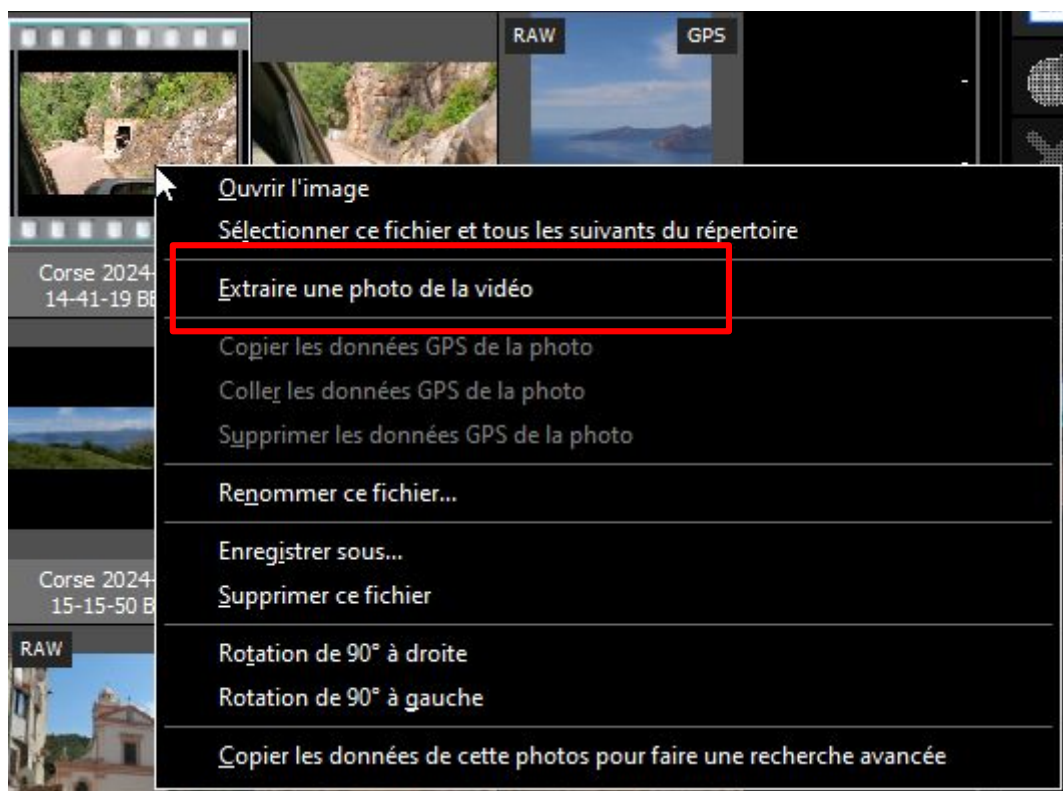 RAW GPS
Ouvrir l'image
Sélectionner ce fichier et tous les suivants du répertoire
Corse 2024-
14-41-19
Extraire une photo de la vidéo
Copier les données GPS de la photo
Coller les données GPS de la photo
Supprimer les données GPS de la photo
Renommer ce fichier...
Enregistrer sous...
Corse 2024-
15-15-50
Supprimer ce fichier
RAW
Rotation de 90° à droite
Rotation de 90° à gauche
Copier les données de cette photos pour faire une recherche avancée